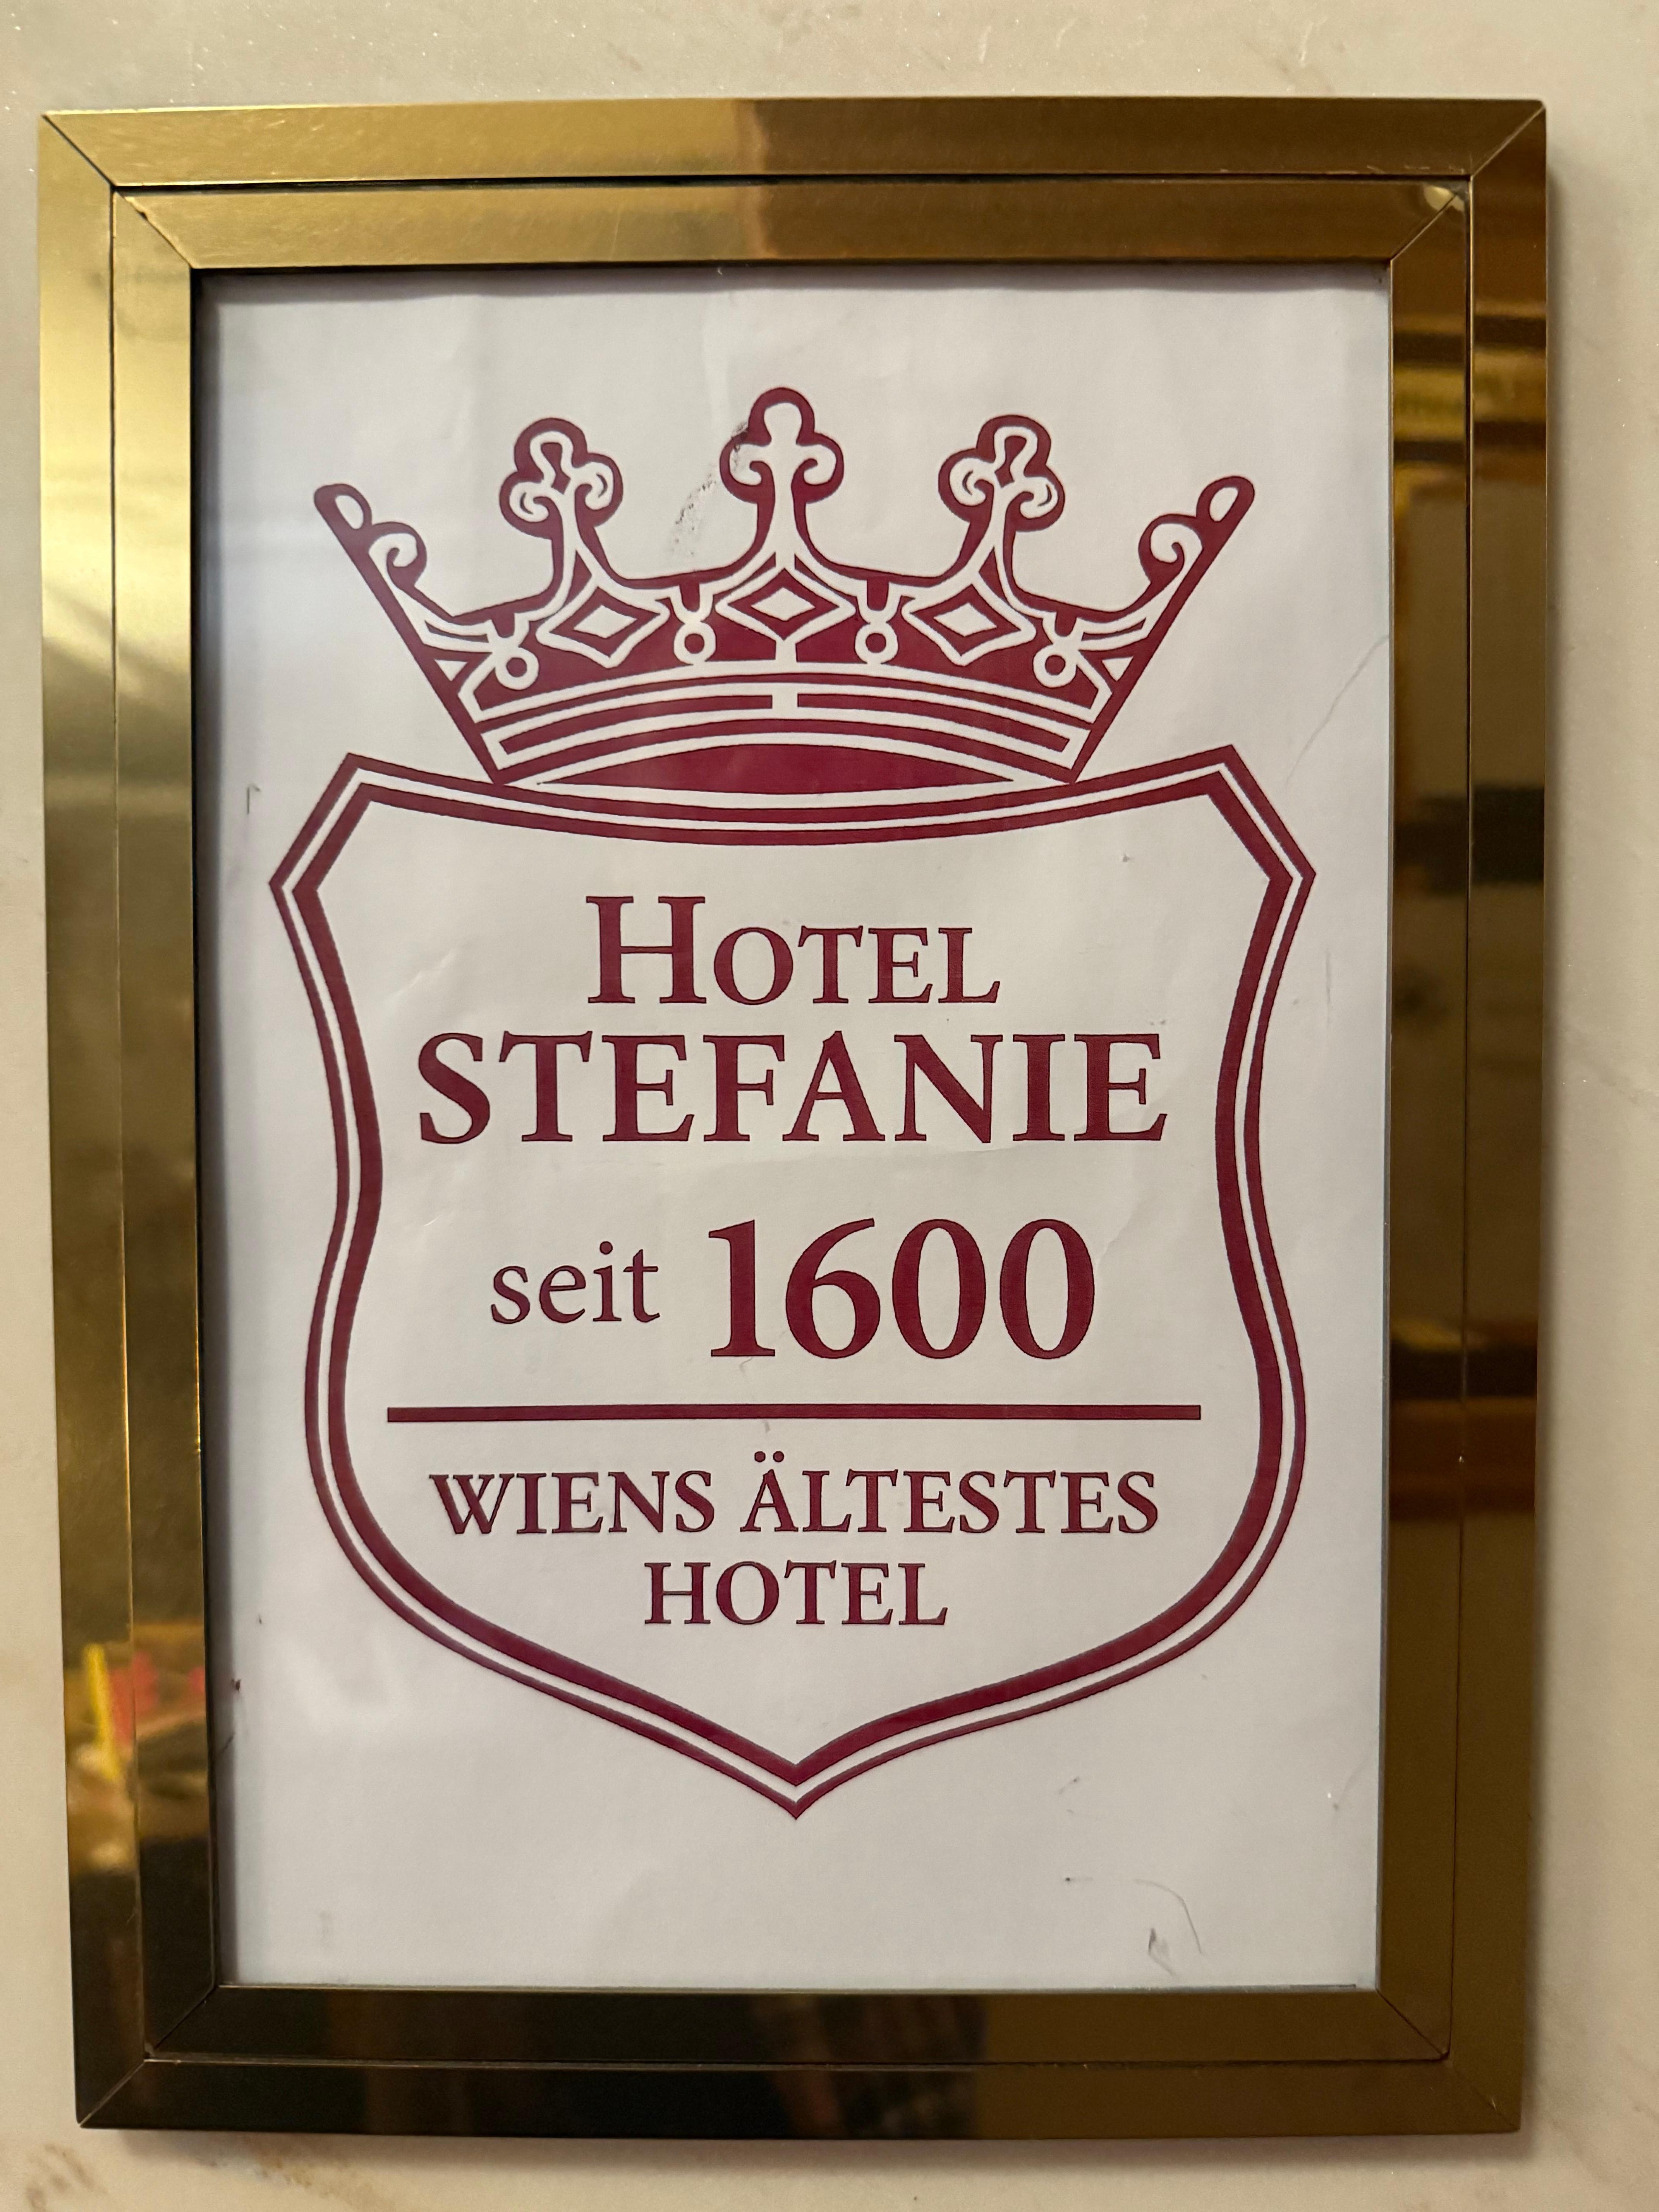 HOTEL
STEFANIE
seit 1600
WIENS ÄLTESTES
HOTEL